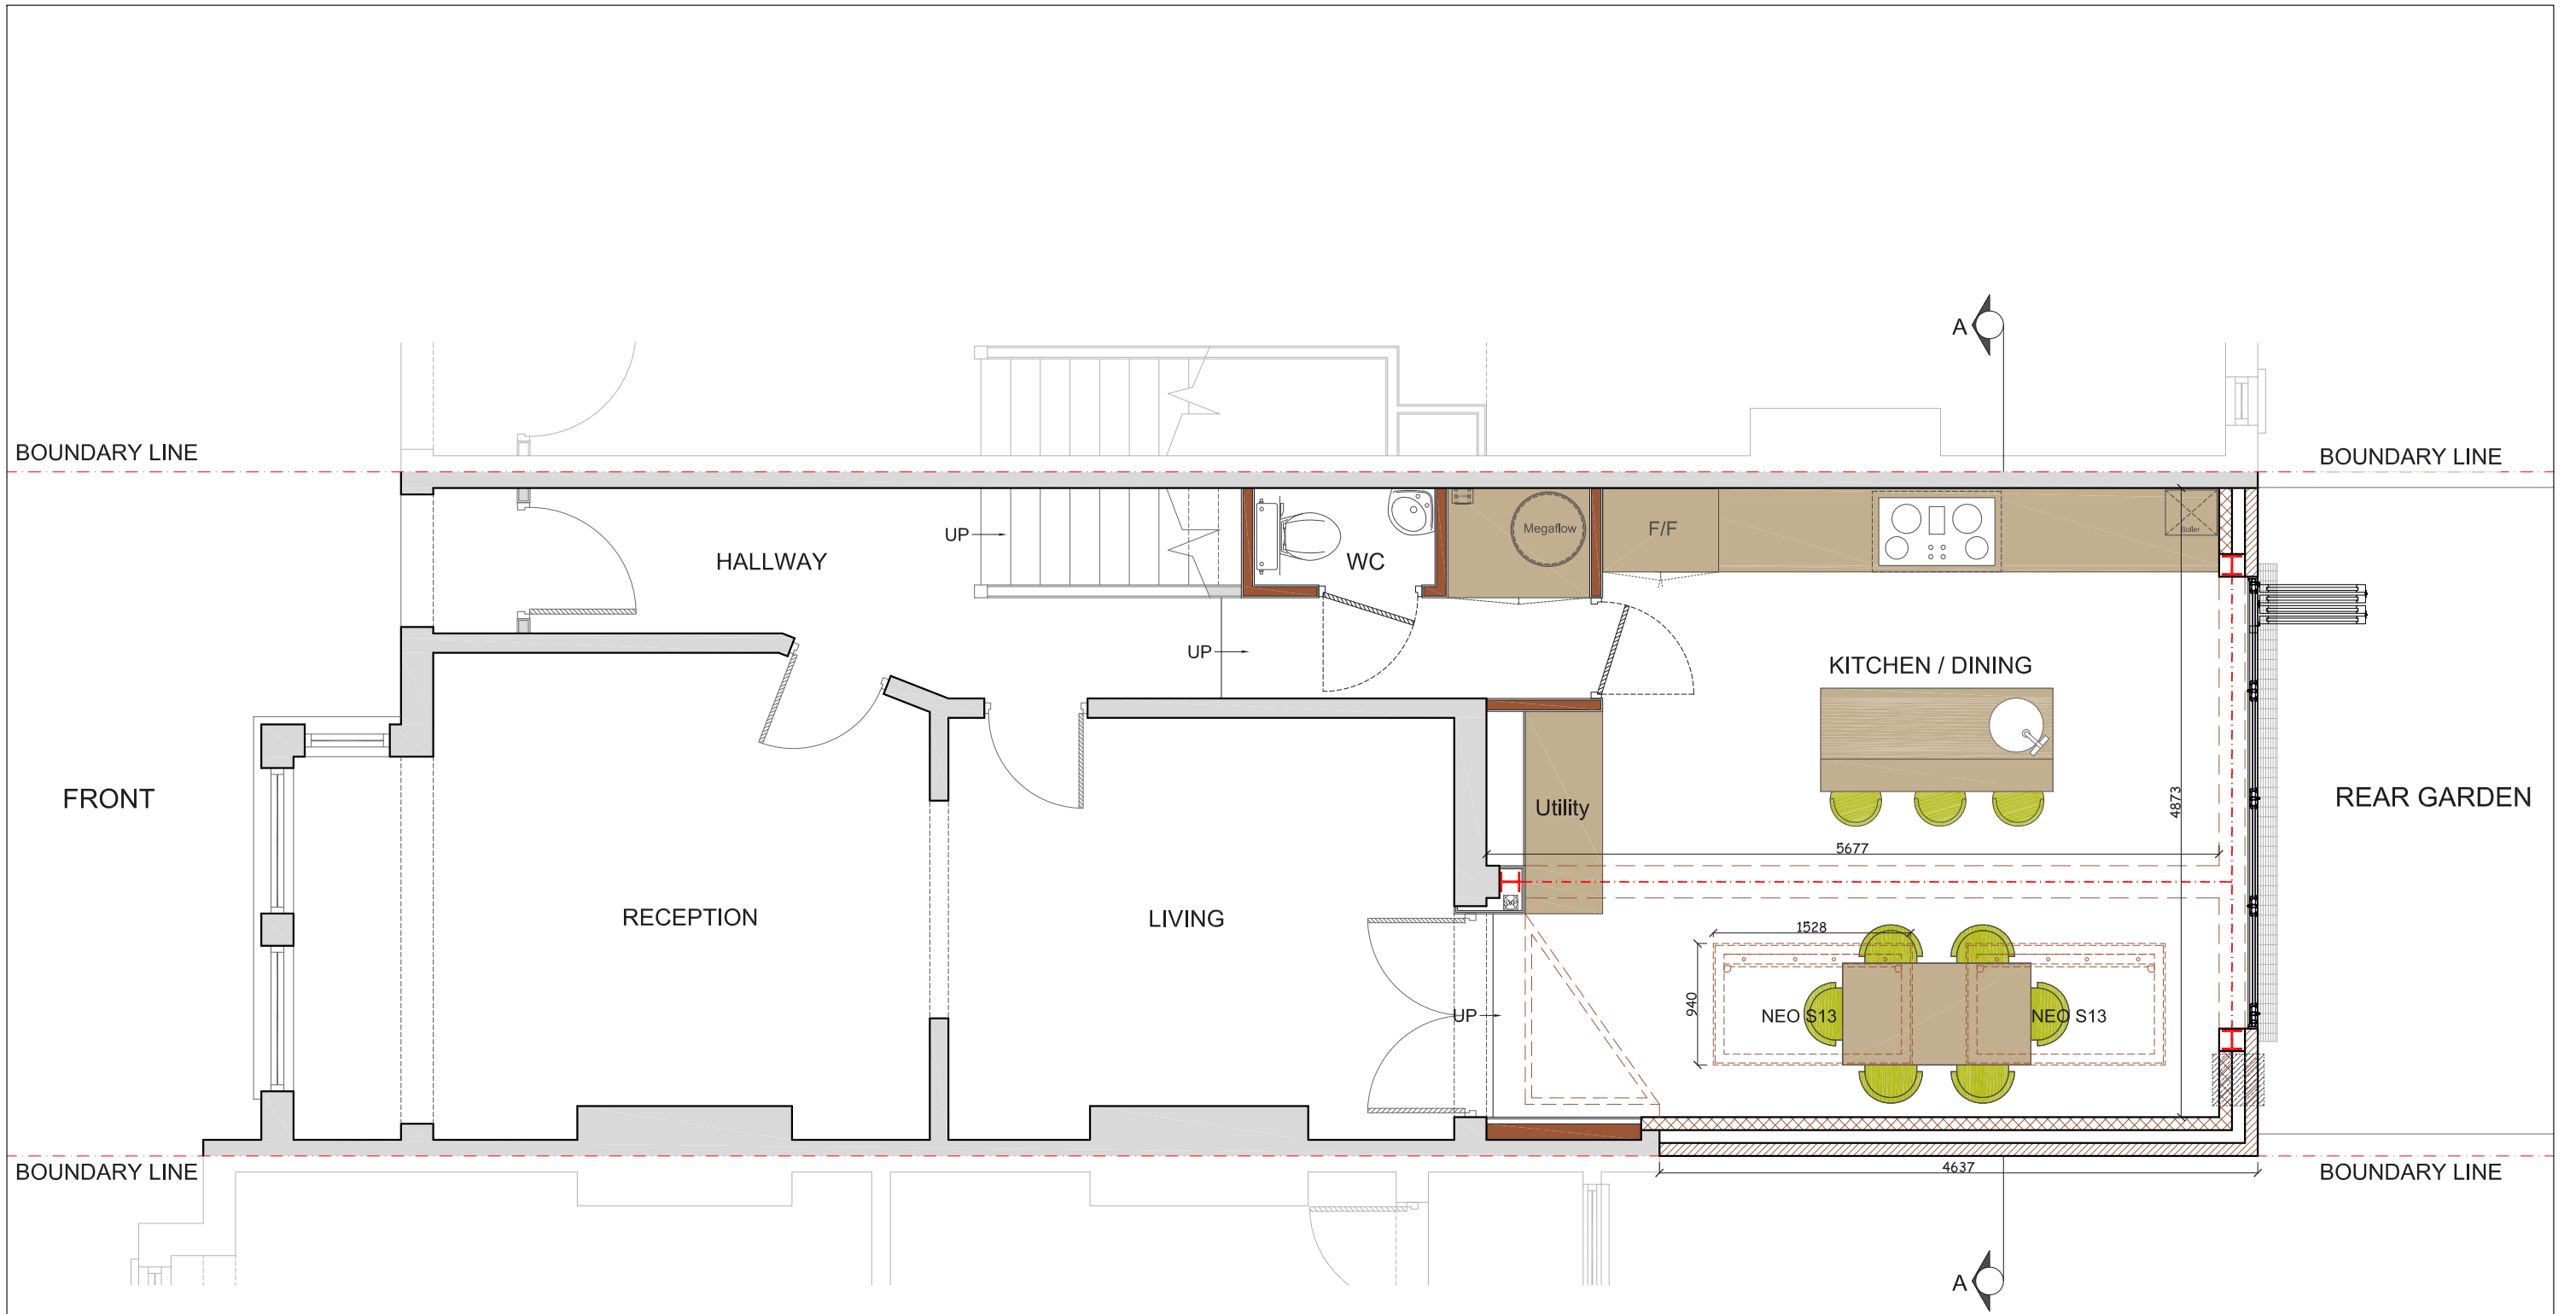 A
BOUNDARY LINE
BOUNDARY LINE
UP
HALLWAY
WC
Megaflow
F/F
Boiler
UP
KITCHEN / DINING
FRONT
Utility
4873
REAR GARDEN
5677
RECEPTION
LIVING
SVP
1528
940
UP
NEO S13
NEO S13
BOUNDARY LINE
4637
BOUNDARY LINE
A